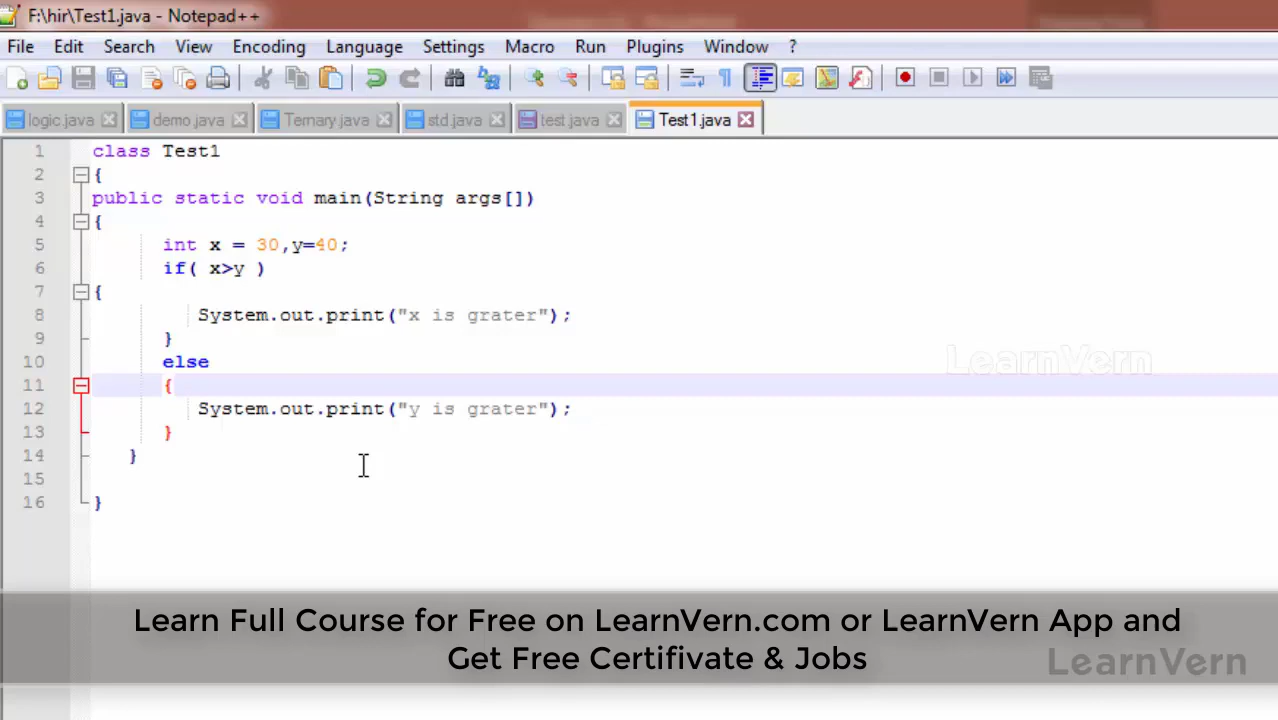 F:\hir\Test1.java - Notepad++
File Edit Search View Encoding Language Settings Macro Run Plugins Window ?
logic.java demo.java Ternary.java std.java test.java Test1.java
1 class Test1
2 {
3 public static void main(String args[])
4 {
5 int x = 30,y=40;
6 if( x>y )
7 {
8 System.out.print("x is grater");
9 }
10 else
11 {
12 System.out.print("y is grater");
13 }
14 }
15
16 }
LearnVern
Learn Full Course for Free on LearnVern.com or LearnVern App and
Get Free Certifivate & Jobs
LearnVern